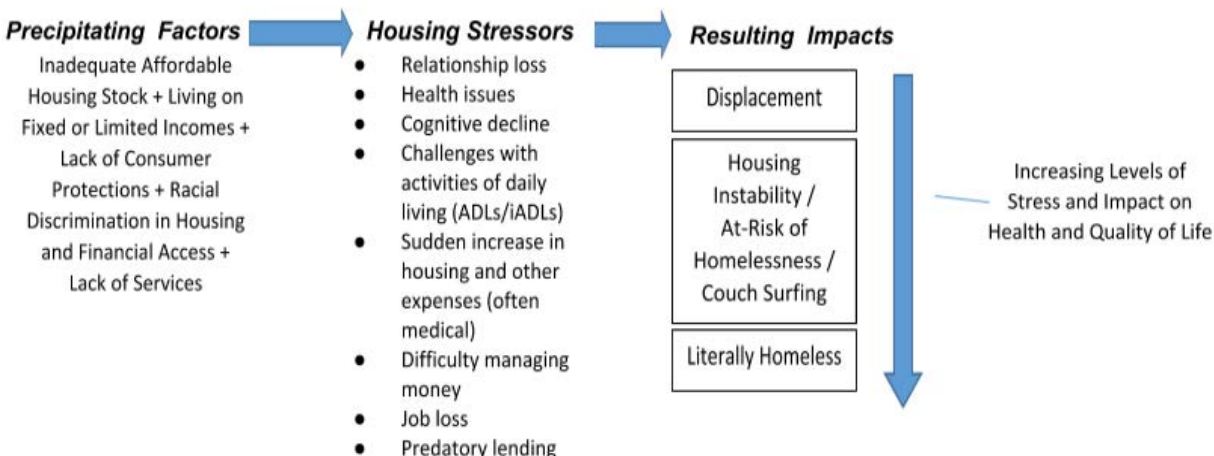 Precipitating Factors
Inadequate Affordable
Housing Stock + Living on
Fixed or Limited Incomes +
Lack of Consumer
Protections + Racial
Discrimination in Housing
and Financial Access +
Lack of Services
Housing Stressors
● Relationship loss
● Health issues
● Cognitive decline
● Challenges with
activities of daily
living (ADLs/iADLs)
● Sudden increase in
housing and other
expenses (often
medical)
● Difficulty managing
money
● Job loss
● Predatory lending
Resulting Impacts
Displacement
Housing
Instability /
At-Risk of
Homelessness /
Couch Surfing
Literally Homeless
Increasing Levels of
Stress and Impact on
Health and Quality of Life